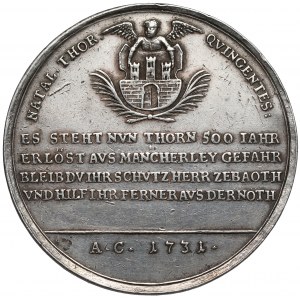 NATAL. THOR. QVINGENTES.
ES STEHT NVN THORN 500 IAHR
ERLÖST AVS MANCHERLEY GEFAHR
BLEIB DV IHR SCHVTZ HERR ZEBAOTH
VND HILF IHR FERNER AVS DER NOTH
A.C. 1731.